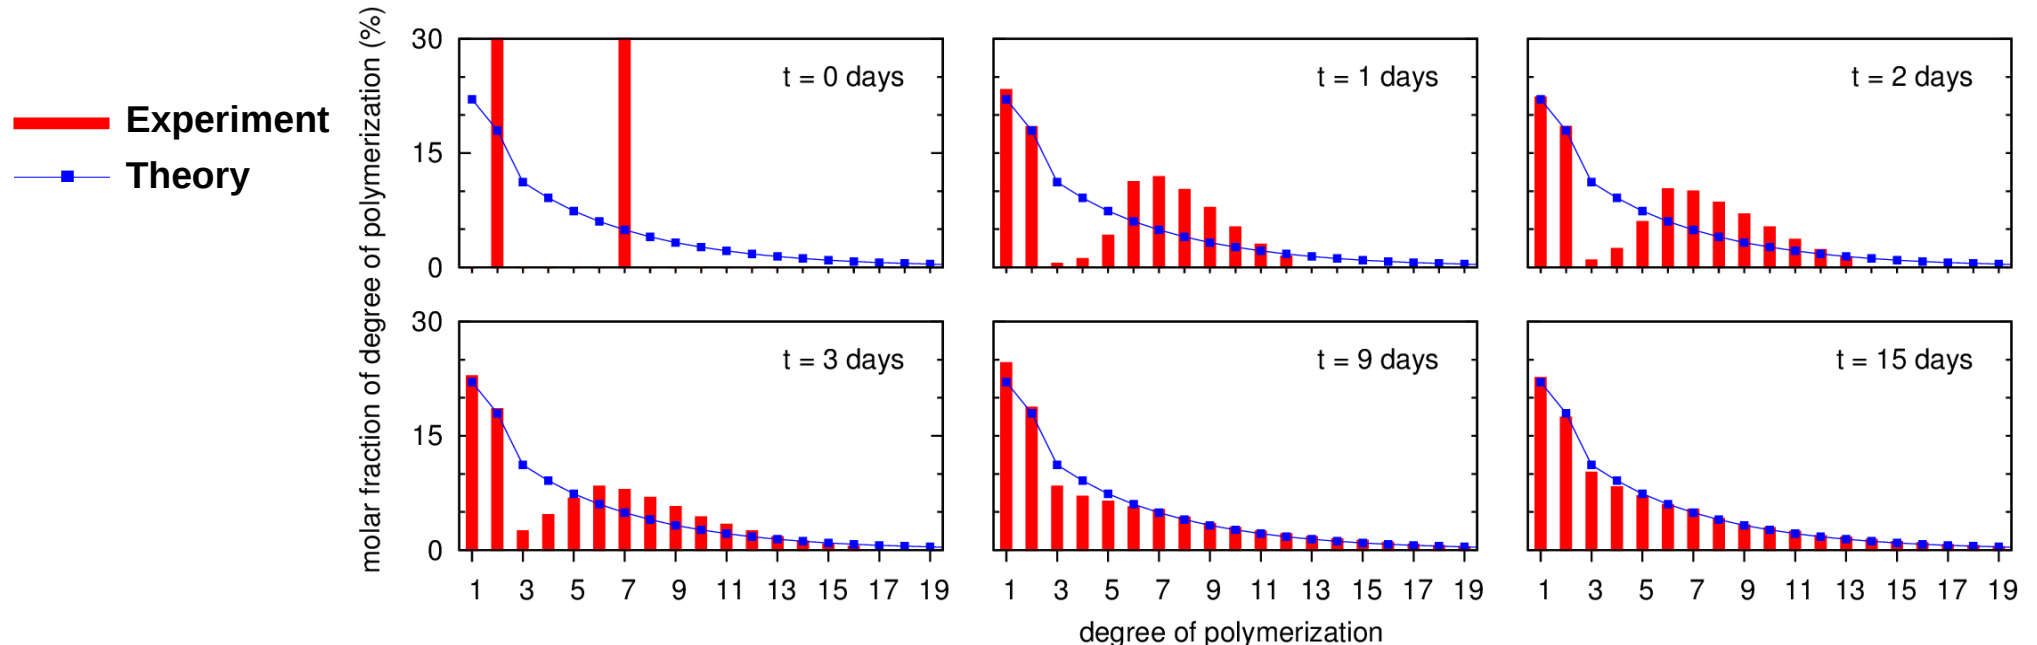 Experiment
Theory
molar fraction of degree of polymerization (%)
30
15
0
t = 0 days
t = 1 days
t = 2 days
30
15
0
t = 3 days
t = 9 days
t = 15 days
1 3 5 7 9 11 13 15 17 19
1 3 5 7 9 11 13 15 17 19
1 3 5 7 9 11 13 15 17 19
degree of polymerization